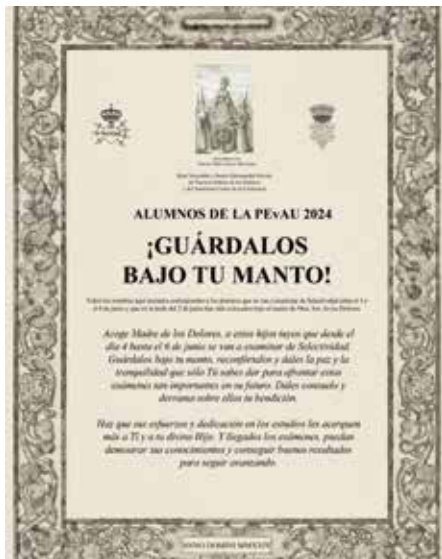 ALUMNOS DE LA PEvAU 2024
¡GUÁRDALOS
BAJO TU MANTO!
Acoge Madre de los Dolores, a estos hijos tuyos que desde el
día 4 hasta el 6 de junio se van a examinar de Selectividad.
Guárdalos bajo tu manto, reconfórtalos y dales la paz y la
tranquilidad que sólo Tú sabes dar para afrontar estos
exámenes tan importantes en su futuro. Dales consuelo y
derrama sobre ellos tu bendición.
Haz que sus esfuerzos y dedicación en los estudios les acerquen
más a Ti y a tu divino Hijo. Y llegados los exámenes, puedan
demostrar sus conocimientos y conseguir buenos resultados
para seguir avanzando.
ANNO DOMINI MMXXIV